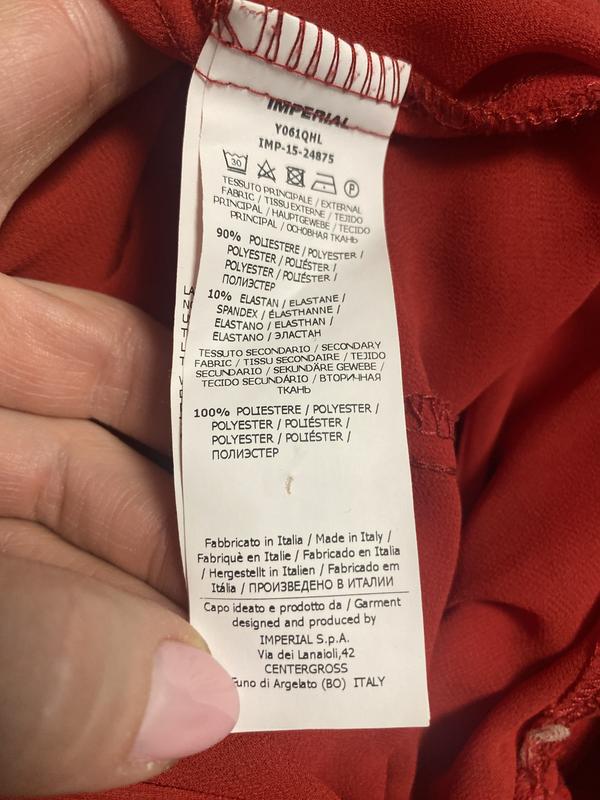 IMPERIAL
Y061QHL
IMP-15-24875
30
P
TESSUTO PRINCIPALE / EXTERNAL
FABRIC / TISSU EXTERNE / TEJIDO
PRINCIPAL / HAUPTGEWEBE / TECIDO
PRINCIPAL / ОСНОВНАЯ ТКАНЬ
90% POLIESTERE / POLYESTER /
POLYESTER / POLIÉSTER /
POLYESTER / POLIÉSTER /
ПОЛИЭСТЕР
10% ELASTAN / ELASTANE /
SPANDEX / ÉLASTHANNE /
ELASTANO / ELASTHAN /
ELASTANO / ЭЛАСТАН
TESSUTO SECONDARIO / SECONDARY
FABRIC / TISSU SECONDAIRE / TEJIDO
SECUNDARIO / SEKUNDÄRE GEWEBE /
TECIDO SECUNDÁRIO / ВТОРИЧНАЯ
ТКАНЬ
100% POLIESTERE / POLYESTER /
POLYESTER / POLIÉSTER /
POLYESTER / POLIÉSTER /
ПОЛИЭСТЕР
Fabbricato in Italia / Made in Italy /
Fabriquè en Italie / Fabricado en Italia
/ Hergestellt in Italien / Fabricado em
Itália / ПРОИЗВЕДЕНО В ИТАЛИИ
Capo ideato e prodotto da / Garment
designed and produced by
IMPERIAL S.p.A.
Via dei Lanaioli,42
CENTERGROSS
Funo di Argelato (BO) ITALY